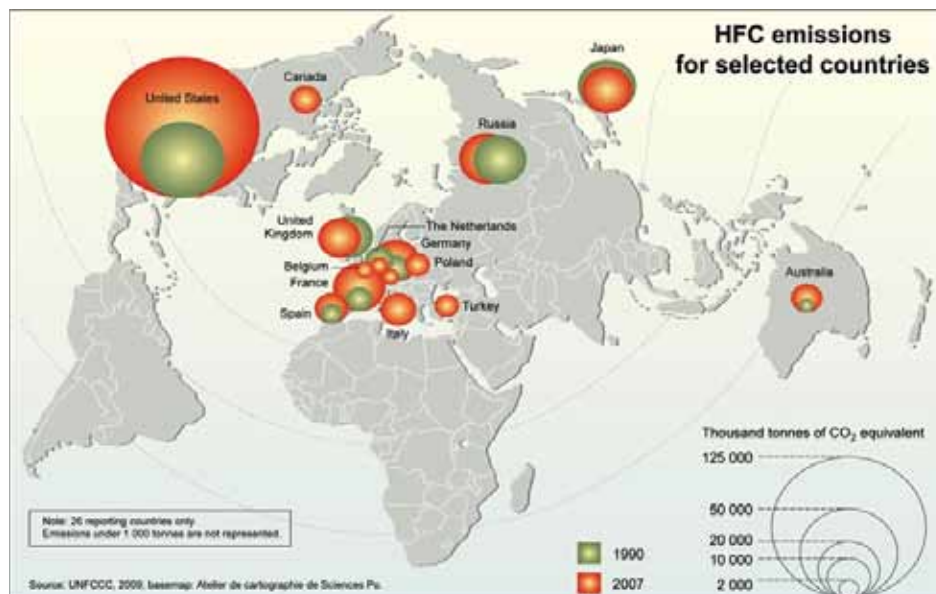 HFC emissions
for selected countries
Japan
Canada
United States
Russia
United
Kingdom
The Netherlands
Germany
Belgium
Poland
France
Australia
Spain
Turkey
Italy
Thousand tonnes of CO2 equivalent
125 000
50 000
20 000
10 000
2 000
Note: 26 reporting countries only.
Emissions under 1 000 tonnes are not represented.
1990
2007
Source: UNFCCC, 2009, basemap: Atelier de cartographie de Sciences Po.